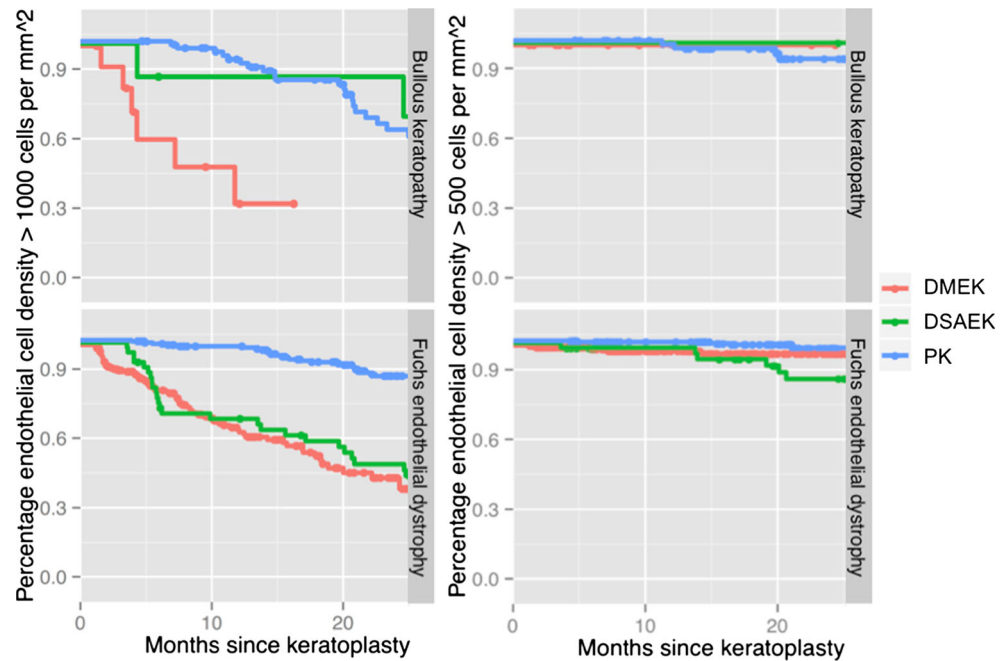 Percentage endothelial cell density > 1000 cells per mm^2
0.9
0.6
0.3
0.0
Bullous keratopathy
0.9
0.6
0.3
0.0
Fuchs endothelial dystrophy
0
10
20
Months since keratoplasty
Percentage endothelial cell density > 500 cells per mm^2
0.9
0.6
0.3
0.0
Bullous keratopathy
0.9
0.6
0.3
0.0
Fuchs endothelial dystrophy
0
10
20
Months since keratoplasty
DMEK
DSAEK
PK